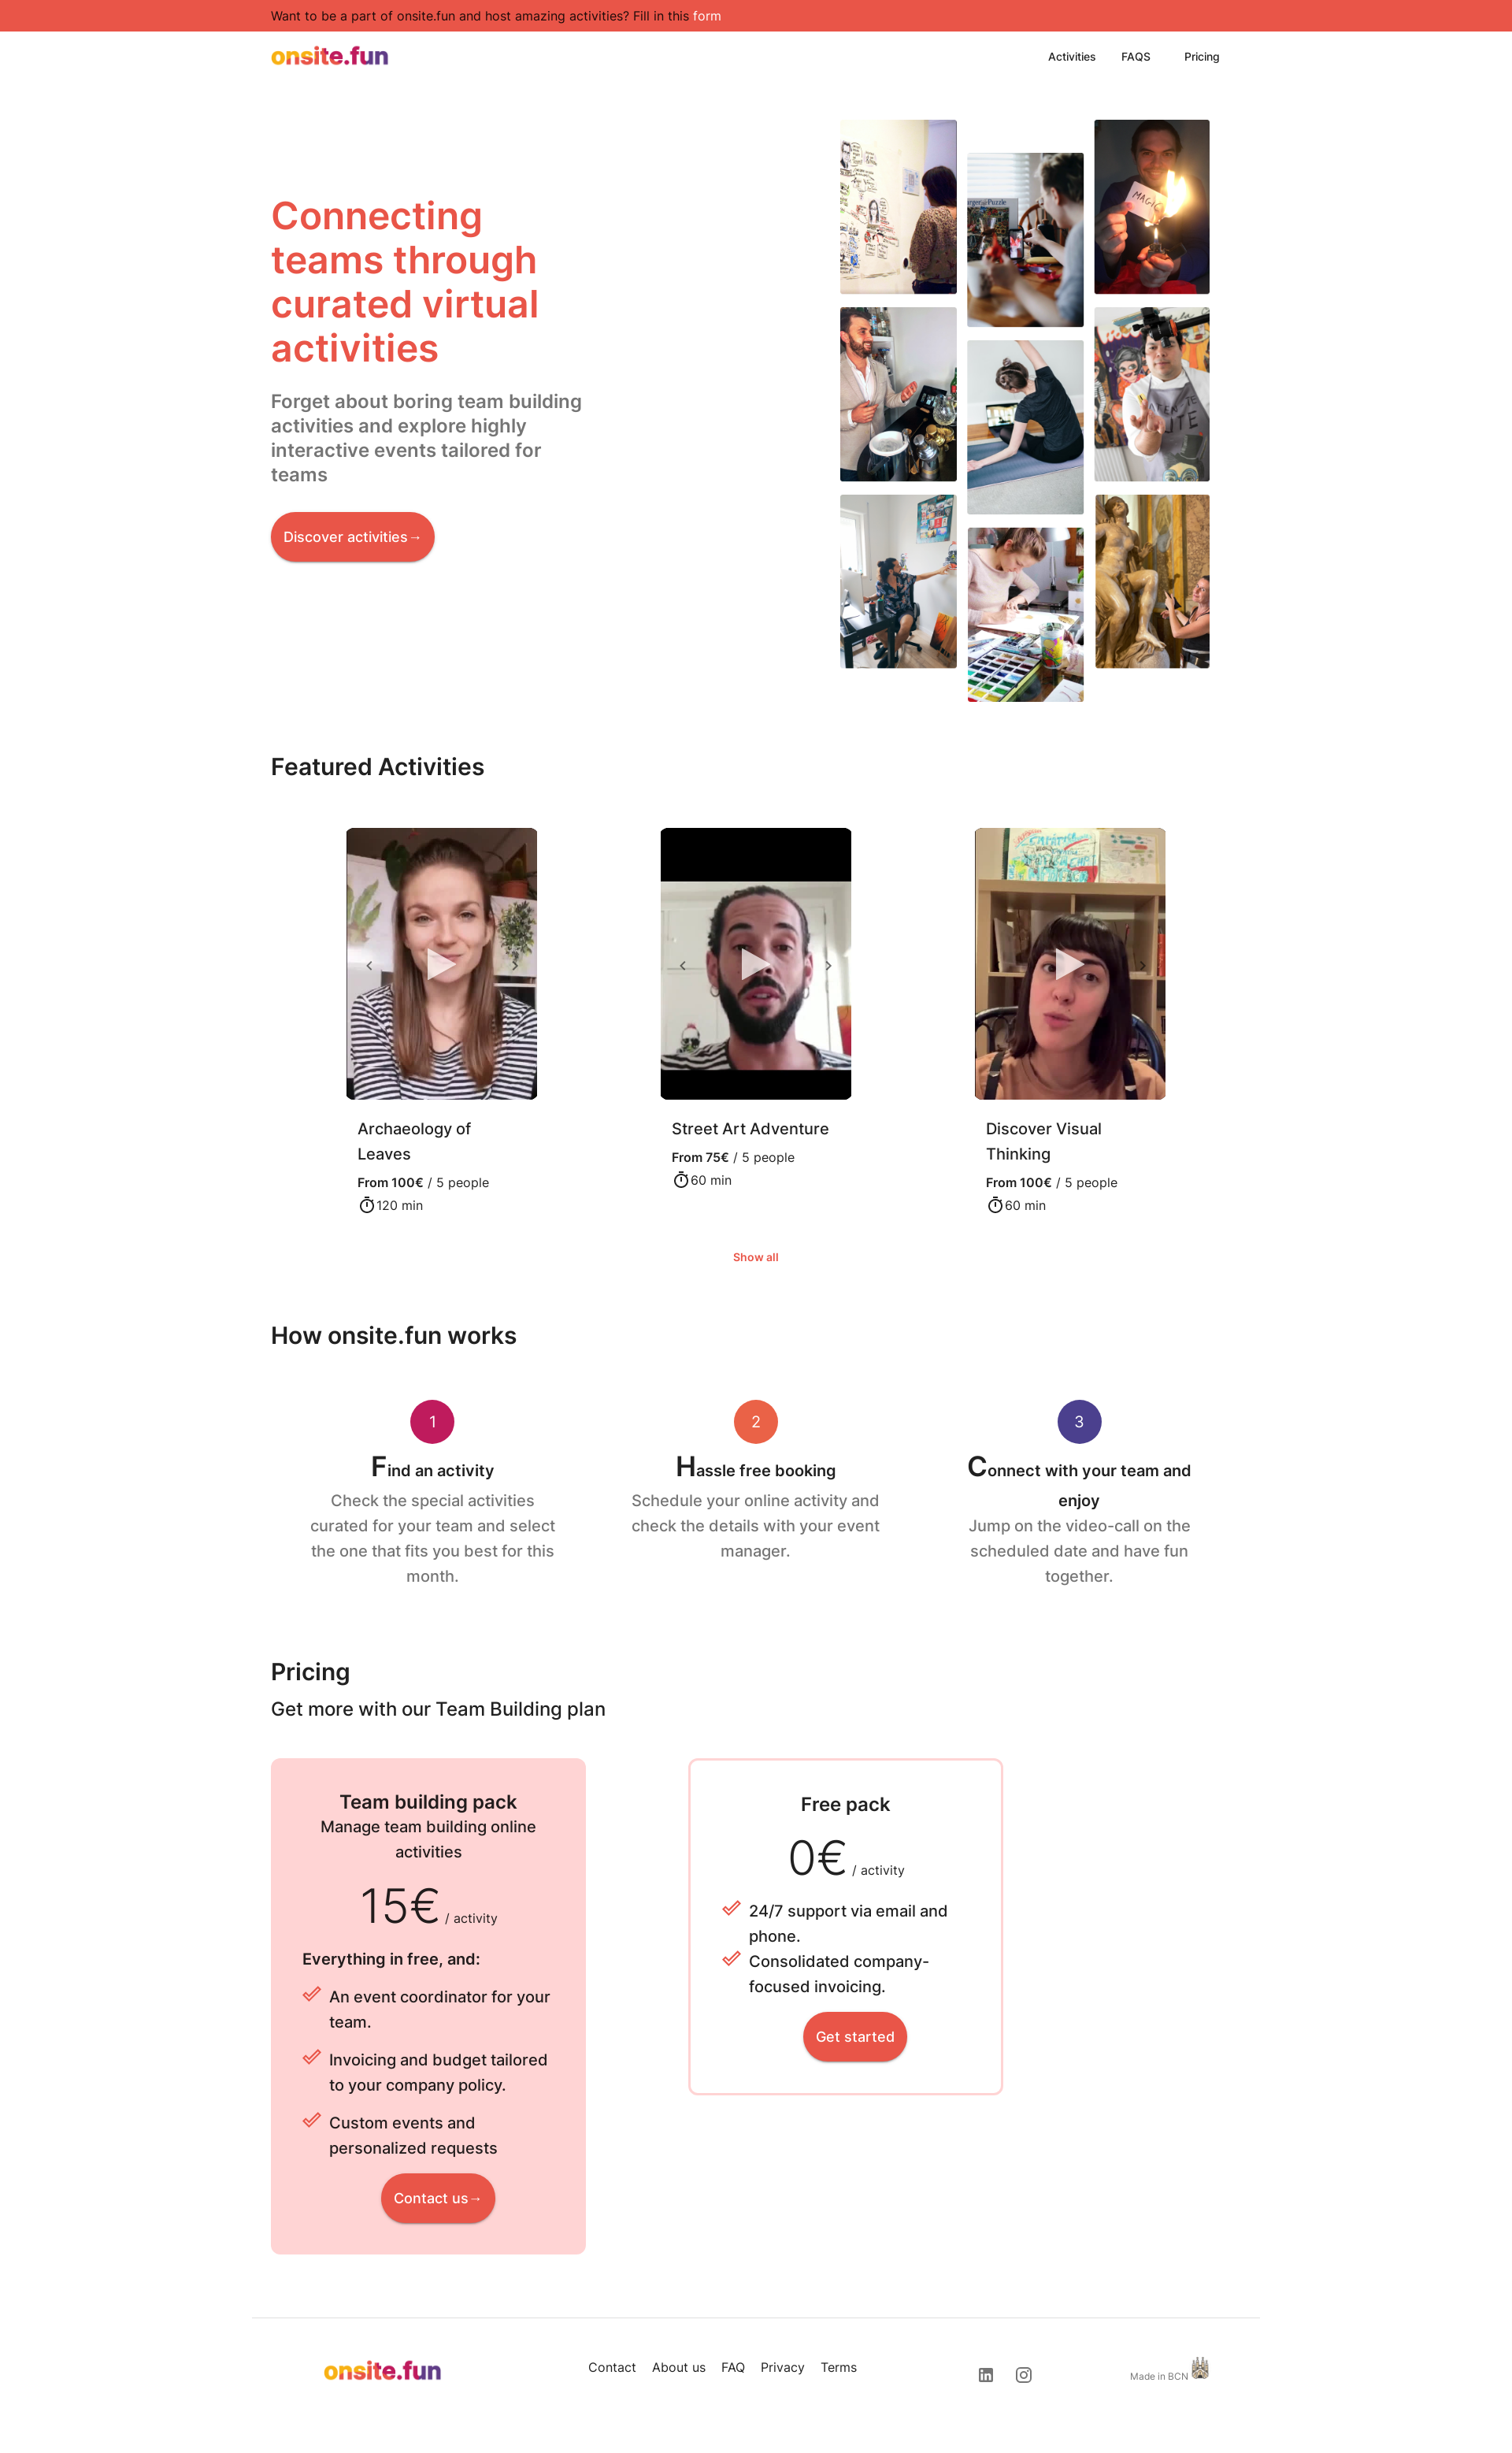 Want to be a part of onsite.fun and host amazing activities? Fill in this form
onsite.fun
Activities
FAQS
Pricing
MAGIC
Connecting
teams through
curated virtual
activities
Forget about boring team building
activities and explore highly
interactive events tailored for
teams
Discover activities→
Featured Activities
Archaeology of
Leaves
From 100€ / 5 people
120 min
Street Art Adventure
From 75€ / 5 people
60 min
Discover Visual
Thinking
From 100€ / 5 people
60 min
Show all
How onsite.fun works
1
Find an activity
Check the special activities
curated for your team and select
the one that fits you best for this
month.
2
Hassle free booking
Schedule your online activity and
check the details with your event
manager.
3
Connect with your team and
enjoy
Jump on the video-call on the
scheduled date and have fun
together.
Pricing
Get more with our Team Building plan
Team building pack
Manage team building online
activities
15€ / activity
Everything in free, and:
An event coordinator for your
team.
Invoicing and budget tailored
to your company policy.
Custom events and
personalized requests
Contact us→
Free pack
0€ / activity
24/7 support via email and
phone.
Consolidated company-
focused invoicing.
Get started
onsite.fun
Contact
About us
FAQ
Privacy
Terms
Made in BCN